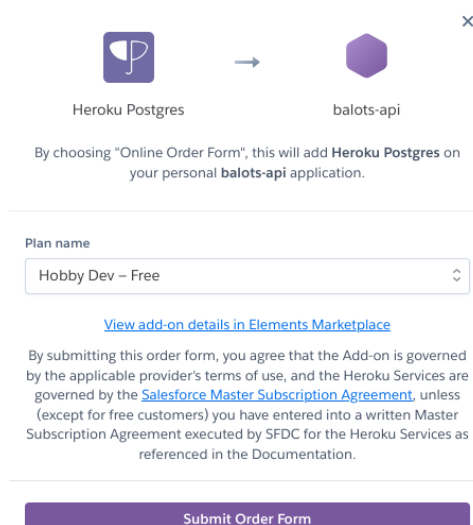 Heroku Postgres
balots-api
By choosing "Online Order Form", this will add Heroku Postgres on
your personal balots-api application.
Plan name
Hobby Dev – Free
View add-on details in Elements Marketplace
By submitting this order form, you agree that the Add-on is governed
by the applicable provider's terms of use, and the Heroku Services are
governed by the Salesforce Master Subscription Agreement, unless
(except for free customers) you have entered into a written Master
Subscription Agreement executed by SFDC for the Heroku Services as
referenced in the Documentation.
Submit Order Form